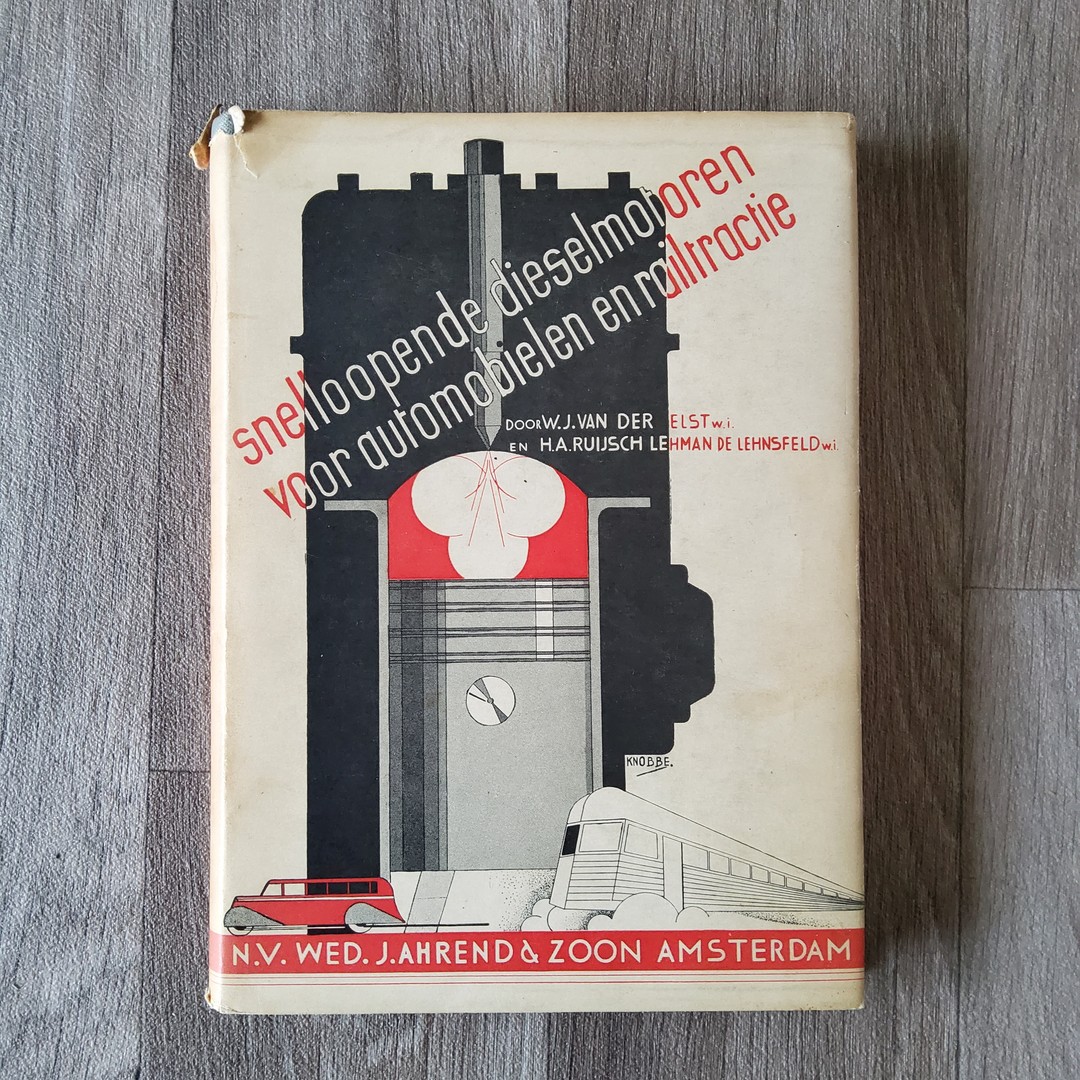 snelloopende dieselmotoren
voor automobielen en railtractie
DOOR W.J. VAN DER ELST w.i.
EN H.A. RUIJSCH LEHMAN DE LEHNSFELD w.i.
KNOBBE.
N.V. WED. J. AHREND & ZOON AMSTERDAM